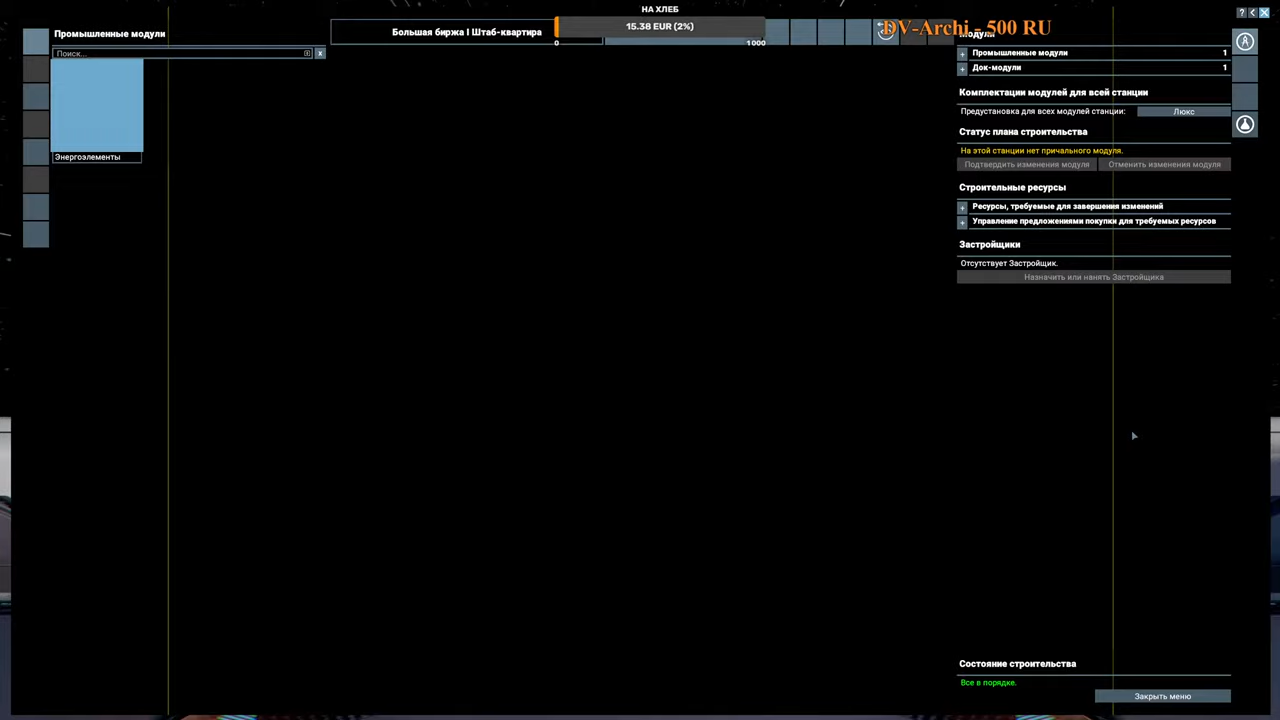 НА ХЛЕБ
15.38 EUR (2%)
0
1000
DV-Archi - 500 RU
Промышленные модули
Поиск...
x
Энергоэлементы
Большая биржа I Штаб-квартира
? < X
Модули
+ Промышленные модули 1
+ Док-модули 1
Комплектации модулей для всей станции
Предустановка для всех модулей станции: Люкс
Статус плана строительства
На этой станции нет причального модуля.
Подтвердить изменения модуля Отменить изменения модуля
Строительные ресурсы
+ Ресурсы, требуемые для завершения изменений
+ Управление предложениями покупки для требуемых ресурсов
Застройщики
Отсутствует Застройщик.
Назначить или нанять Застройщика
Состояние строительства
Все в порядке.
Закрыть меню